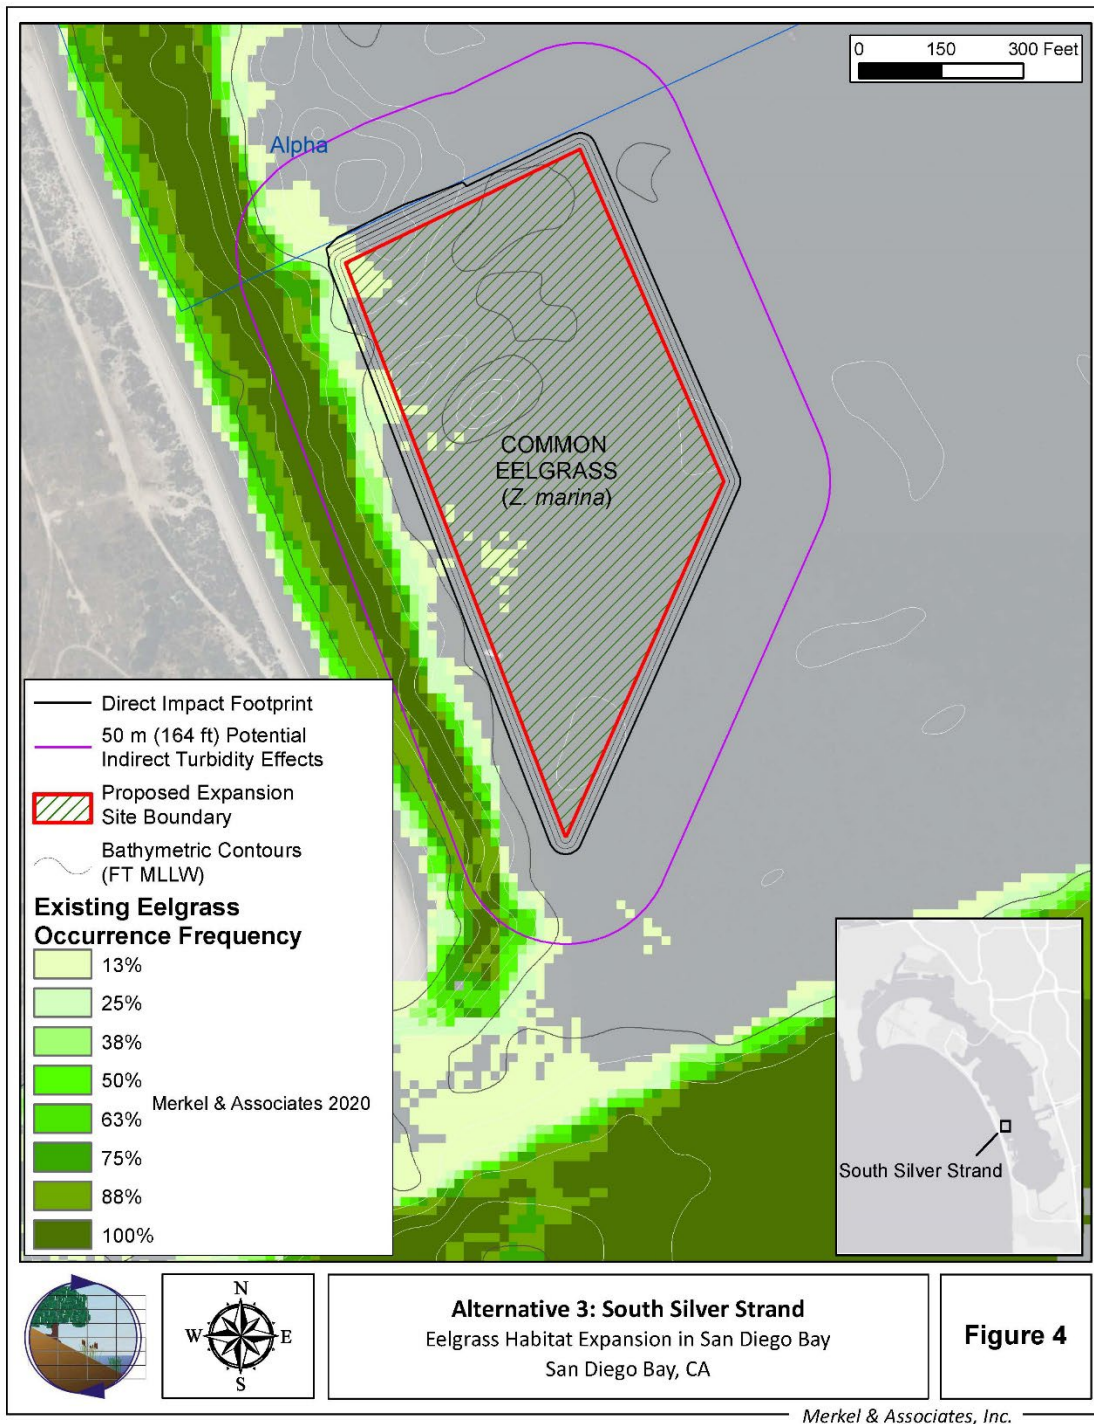 0 150 300 Feet
Alpha
COMMON
EELGRASS
(Z. marina)
Direct Impact Footprint
50 m (164 ft) Potential
Indirect Turbidity Effects
Proposed Expansion
Site Boundary
Bathymetric Contours
(FT MLLW)
Existing Eelgrass
Occurrence Frequency
13%
25%
38%
50%
63%
75%
88%
100%
Merkel & Associates 2020
South Silver Strand
N
W E
S
Alternative 3: South Silver Strand
Eelgrass Habitat Expansion in San Diego Bay
San Diego Bay, CA
Figure 4
Merkel & Associates, Inc.